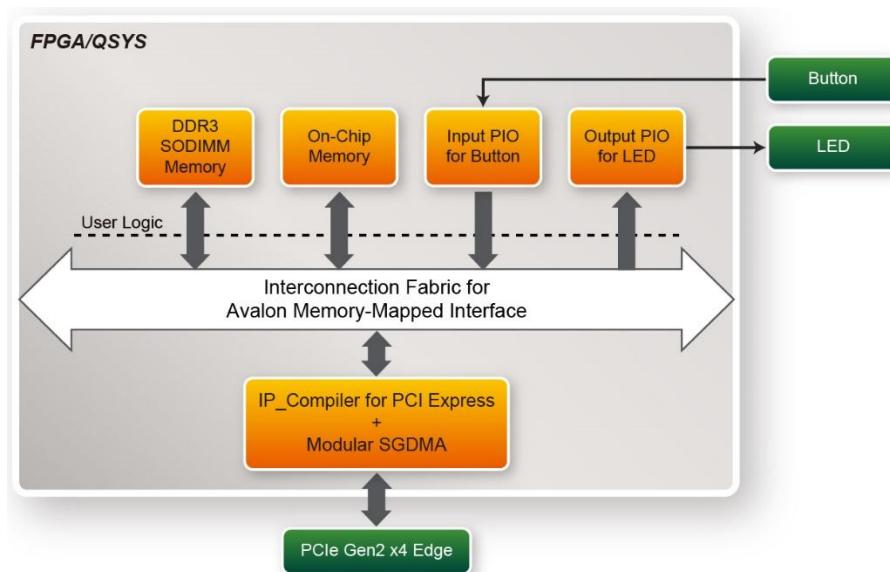 FPGA/QSYS
Button
DDR3
SODIMM
Memory
On-Chip
Memory
Input PIO
for Button
Output PIO
for LED
LED
User Logic
Interconnection Fabric for
Avalon Memory-Mapped Interface
IP_Compiler for PCI Express
+
Modular SGDMA
PCIe Gen2 x4 Edge